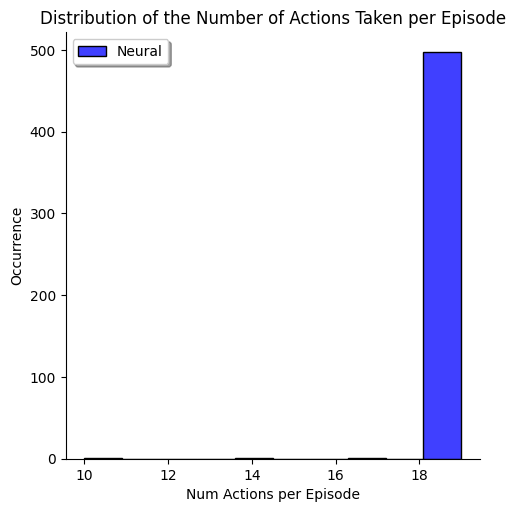 Distribution of the Number of Actions Taken per Episode
Neural
500
400
300
200
100
0
Occurrence
10 12 14 16 18
Num Actions per Episode